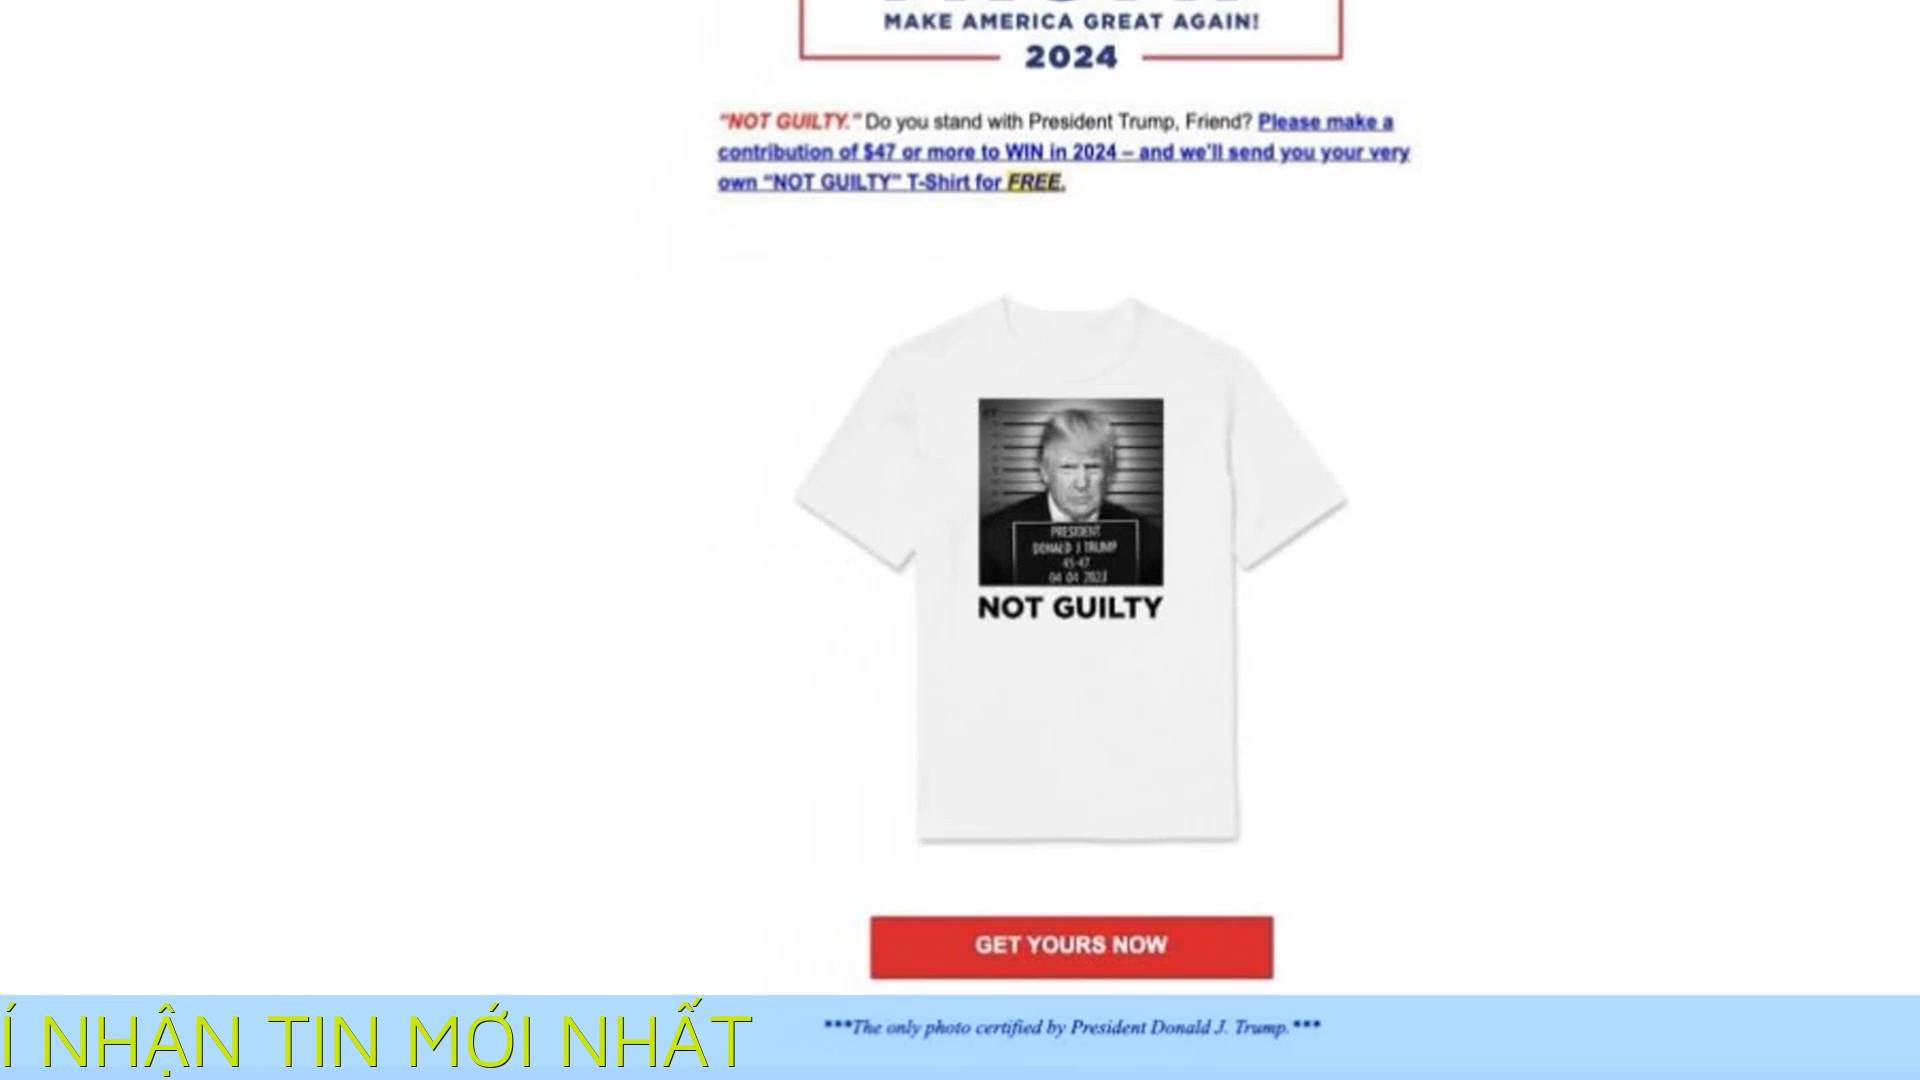 MAKE AMERICA GREAT AGAIN!
2024
“NOT GUILTY.” Do you stand with President Trump, Friend? Please make a
contribution of $47 or more to WIN in 2024 – and we'll send you your very
own “NOT GUILTY” T-Shirt for FREE.
PRESIDENT
DONALD J TRUMP
45-47
04 04 2023
NOT GUILTY
GET YOURS NOW
Í NHẬN TIN MỚI NHẤT
***The only photo certified by President Donald J. Trump.***